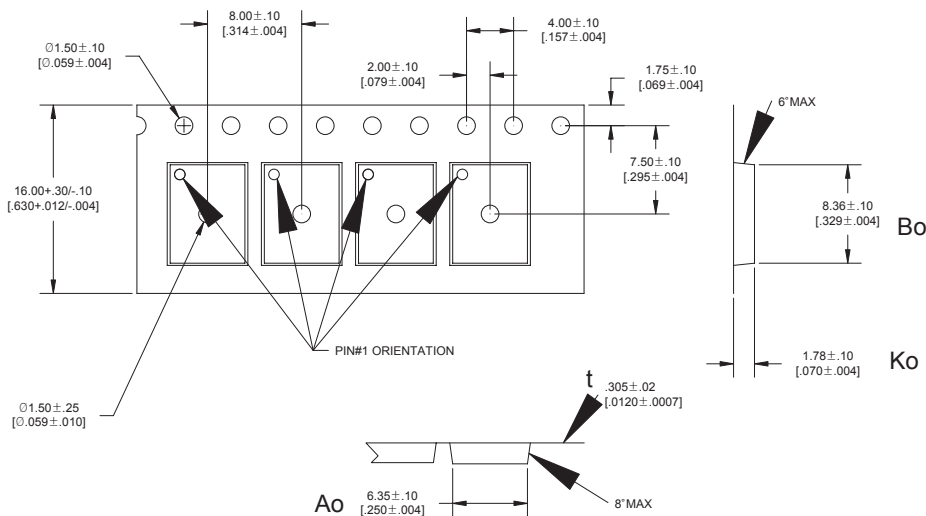 8.00±.10
[.314±.004]
4.00±.10
[.157±.004]
Ø1.50±.10
[Ø.059±.004]
2.00±.10
[.079±.004]
1.75±.10
[.069±.004]
6°MAX
7.50±.10
[.295±.004]
16.00+.30/-.10
[.630+.012/-.004]
8.36±.10
[.329±.004]
Bo
PIN#1 ORIENTATION
1.78±.10
[.070±.004]
Ko
t
.305±.02
[.0120±.0007]
Ø1.50±.25
[Ø.059±.010]
Ao
6.35±.10
[.250±.004]
8°MAX